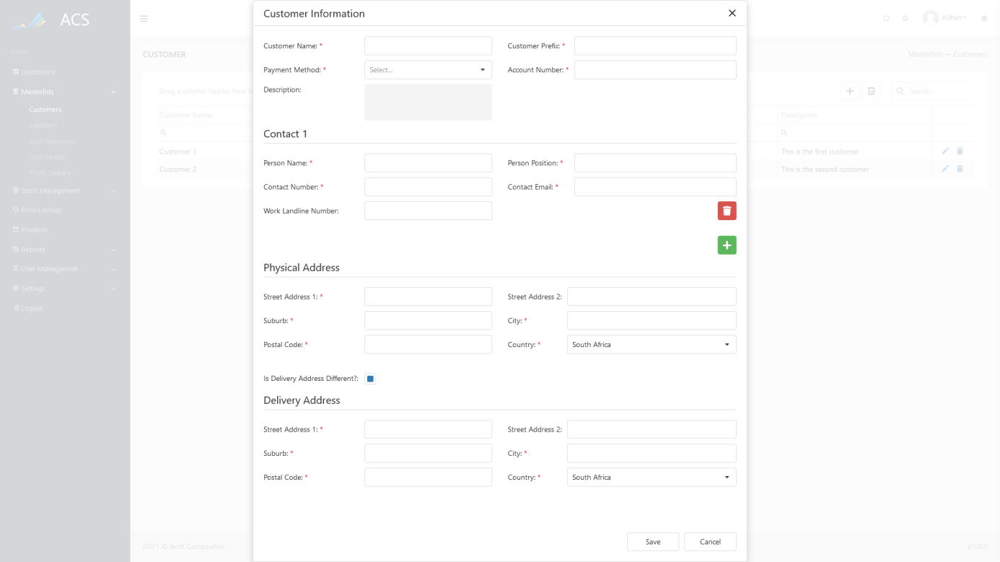 ACS
Admin
MENU
Dashboard
Masterlists
Customers
Suppliers
Cost Managers
Cost Centers
Profit Centers
Stock Management
Price-Lookup
Products
Reports
User Management
Settings
Logout
CUSTOMER
Masterlists → Customers
Drag a column header here to
Search...
Customer Name
Description
Customer 1
This is the first customer
Customer 2
This is the second customer
Customer Information
Customer Name: *
Customer Prefix: *
Payment Method: *
Select...
Account Number: *
Description:
Contact 1
Person Name: *
Person Position: *
Contact Number: *
Contact Email: *
Work Landline Number:
Physical Address
Street Address 1: *
Street Address 2:
Suburb: *
City: *
Postal Code: *
Country: *
South Africa
Is Delivery Address Different?:
Delivery Address
Street Address 1: *
Street Address 2:
Suburb: *
City: *
Postal Code: *
Country: *
South Africa
Save
Cancel
2021 © Amfi Composites.
V1.0.0